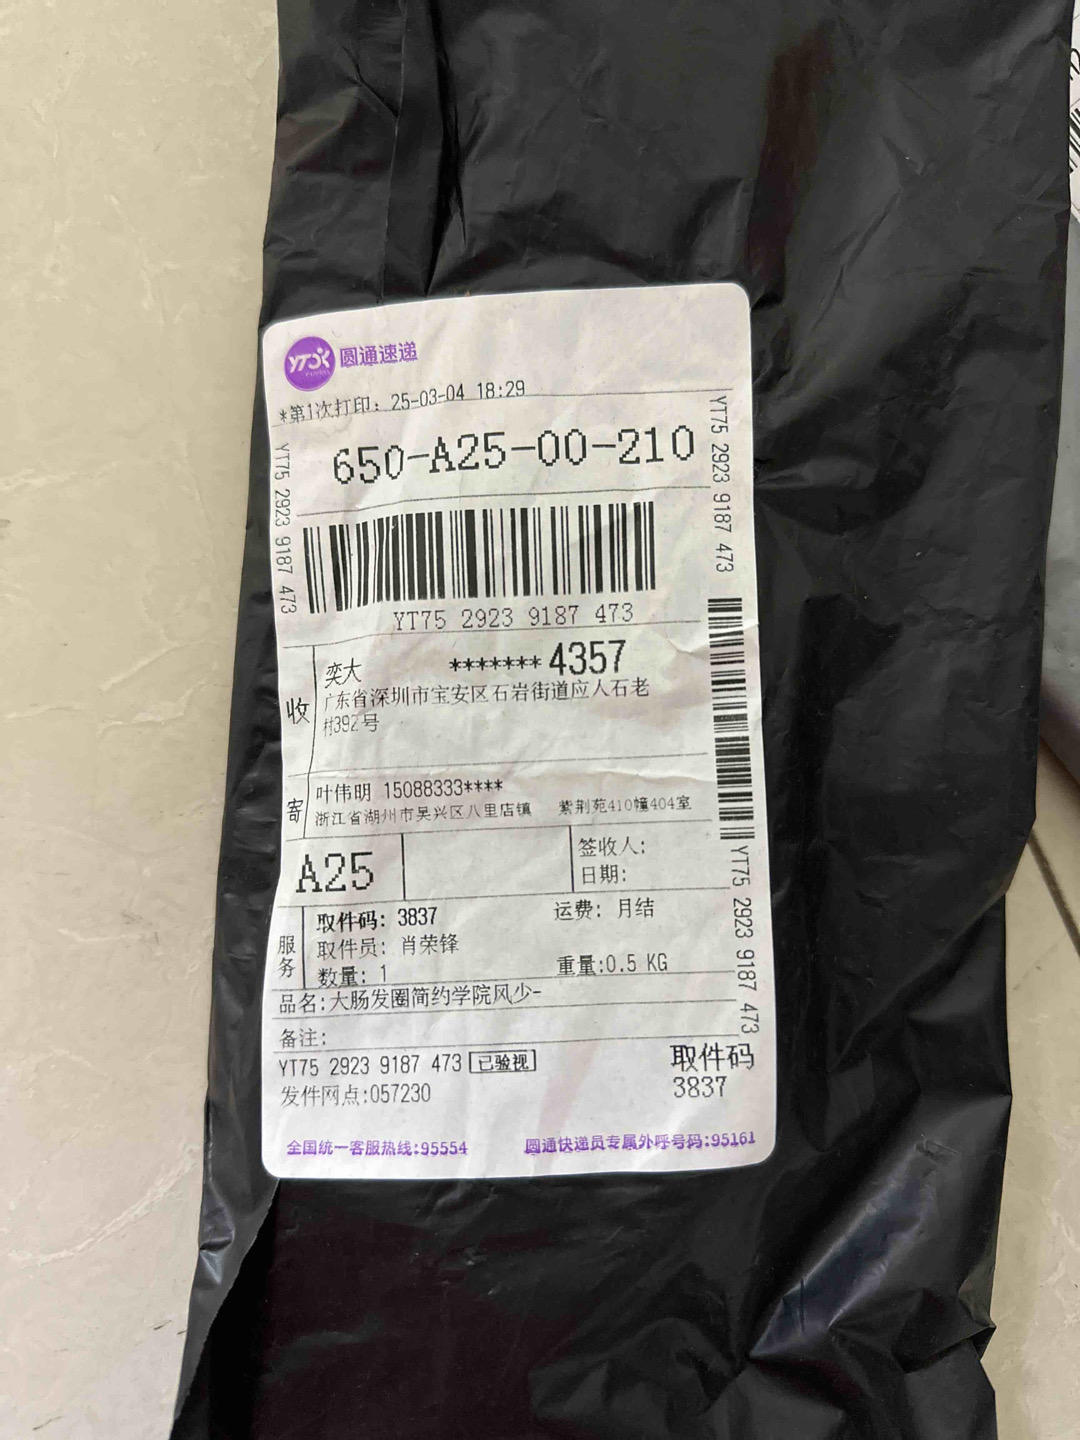 YTO 圆通速递
EXPRESS
*第1次打印：25-03-04 18:29
650-A25-00-210
YT75 2923 9187 473
YT75 2923 9187 473
YT75 2923 9187 473
收
奕大 *******4357
广东省深圳市宝安区石岩街道应人石老
村392号
寄
叶伟明 15088333****
浙江省湖州市吴兴区八里店镇 紫荆苑410幢404室
A25
签收人：
日期：
YT75 2923 9187 473
服务
取件码：3837 运费：月结
取件员：肖荣锋
数量：1 重量:0.5 KG
品名:大肠发圈简约学院风少-
备注：
YT75 2923 9187 473 已验视
取件码
3837
发件网点:057230
全国统一客服热线:95554 圆通快递员专属外呼号码:95161